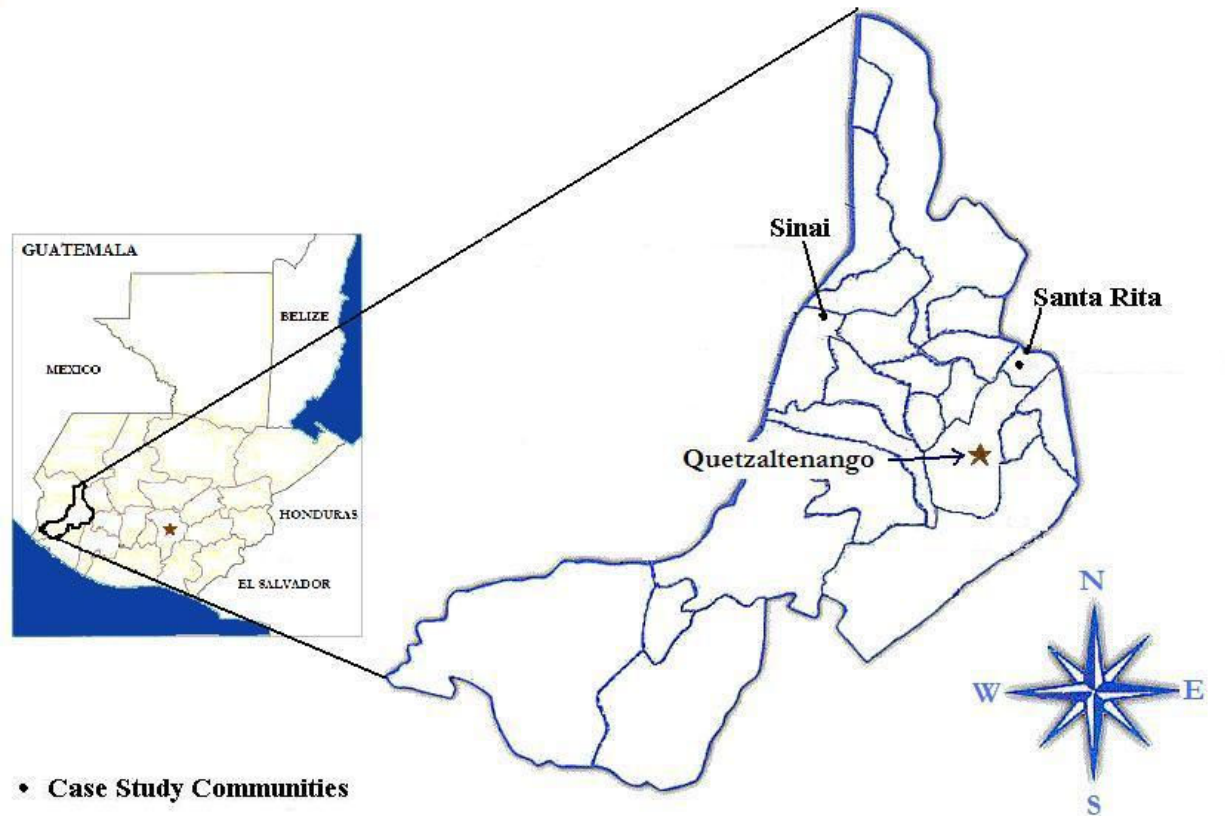 Sinai
Santa Rita
GUATEMALA
BELIZE
MEXICO
Quetzaltenango
HONDURAS
EL SALVADOR
N
W
E
S
• Case Study Communities